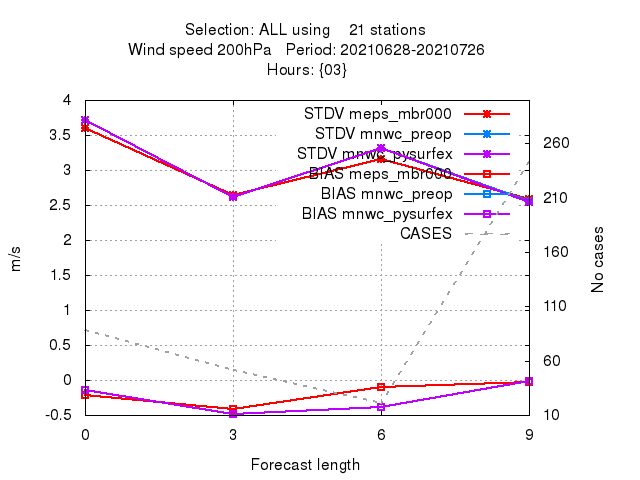 Selection: ALL using    21 stations
Wind speed 200hPa   Period: 20210628-20210726
Hours: {03}
STDV meps_mbr000
STDV mnwc_preop
STDV mnwc_pysurfex
BIAS meps_mbr000
BIAS mnwc_preop
BIAS mnwc_pysurfex
CASES
4
3.5
3
2.5
2
1.5
1
0.5
0
-0.5
m/s
260
210
160
110
60
10
No cases
0 3 6 9
Forecast length